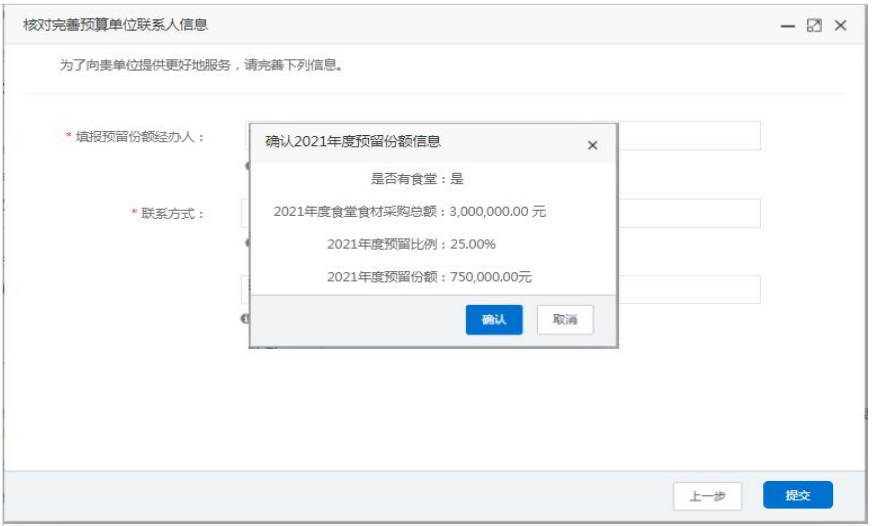 核对完善预算单位联系人信息
为了向贵单位提供更好地服务，请完善下列信息。
* 填报预留份额经办人：
确认2021年度预留份额信息
是否有食堂：是
* 联系方式：
2021年度食堂食材采购总额：3,000,000.00 元
2021年度预留比例：25.00%
2021年度预留份额：750,000.00元
确认
取消
上一步
提交